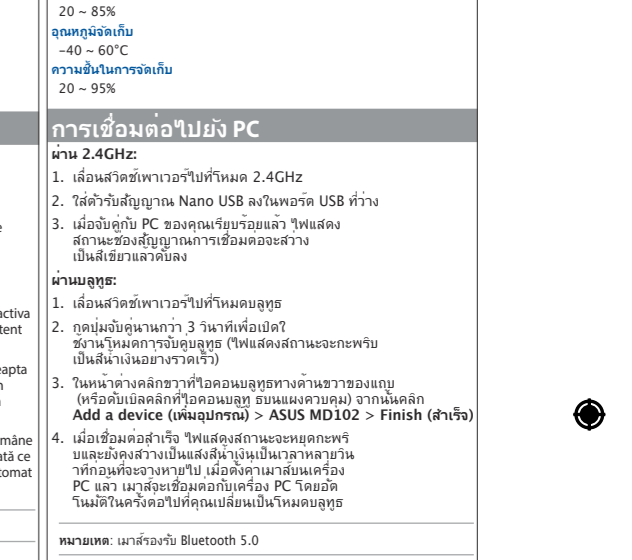 20 ~ 85%
อุณหภูมิจัดเก็บ
-40 ~ 60°C
ความชื้นในการจัดเก็บ
20 ~ 95%
การเชื่อมต่อไปยัง PC
ผ่าน 2.4GHz:
1. เลื่อนสวิตช์เพาเวอร์ไปที่โหมด 2.4GHz
2. ใส่ตัวรับสัญญาณ Nano USB ลงในพอร์ต USB ที่ว่าง
3. เมื่อจับคู่กับ PC ของคุณเรียบร้อยแล้ว ไฟแสดง
สถานะช่องสัญญาณการเชื่อมต่อจะสว่าง
เป็นสีเขียวแล้วดับลง
ผ่านบลูทูธ:
1. เลื่อนสวิตช์เพาเวอร์ไปที่โหมดบลูทูธ
2. กดปุ่มจับคู่นานกว่า 3 วินาทีเพื่อเปิดใ
ช้งานโหมดการจับคู่บลูทูธ (ไฟแสดงสถานะจะกะพริบ
เป็นสีน้ำเงินอย่างรวดเร็ว)
3. ในหน้าต่างคลิกขวาที่ไอคอนบลูทูธทางด้านขวาของแถบ
(หรือดับเบิลคลิกที่ไอคอนบลูทู ธบนแผงควบคุม) จากนั้นคลิก
Add a device (เพิ่มอุปกรณ์) > ASUS MD102 > Finish (สำเร็จ)
4. เมื่อเชื่อมต่อสำเร็จ ไฟแสดงสถานะจะหยุดกะพริ
บและยังคงสว่างเป็นแสงสีน้ำเงินเป็นเวลาหลายวิน
าทีก่อนที่จะจางหายไป เมื่อตั้งค่าเมาส์บนเครื่อง
PC แล้ว เมาส์จะเชื่อมต่อกับเครื่อง PC โดยอัต
โนมัติในครั้งต่อไปที่คุณเปลี่ยนเป็นโหมดบลูทูธ
หมายเหตุ: เมาส์รองรับ Bluetooth 5.0